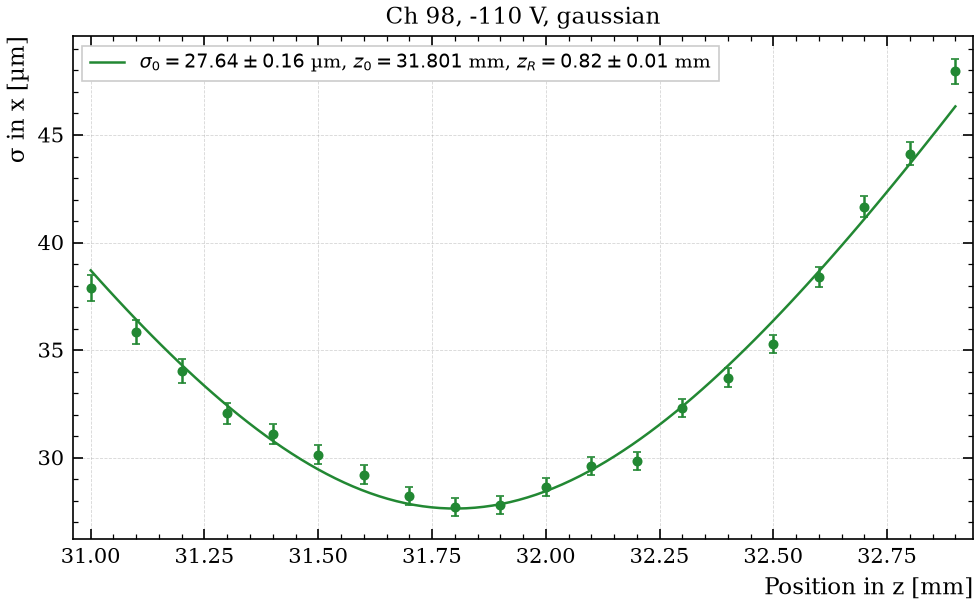 Ch 98, -110 V, gaussian
σ₀ = 27.64 ± 0.16 µm, z₀ = 31.801 mm, z_R = 0.82 ± 0.01 mm
σ in x [µm]
45
40
35
30
31.00 31.25 31.50 31.75 32.00 32.25 32.50 32.75
Position in z [mm]